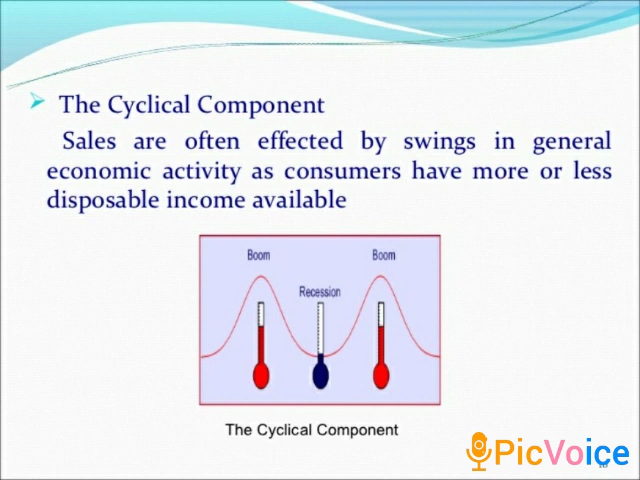 The Cyclical Component
Sales are often effected by swings in general
economic activity as consumers have more or less
disposable income available
Boom Boom
Recession
The Cyclical Component
PicVoice